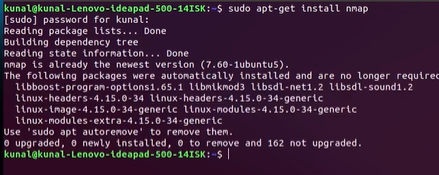 kunal@kunal-Lenovo-ideapad-500-14ISK:~$ sudo apt-get install nmap
[sudo] password for kunal:
Reading package lists... Done
Building dependency tree
Reading state information... Done
nmap is already the newest version (7.60-1ubuntu5).
The following packages were automatically installed and are no longer require
libboost-program-options1.65.1 libmikmod3 libsdl-net1.2 libsdl-sound1.2
linux-headers-4.15.0-34 linux-headers-4.15.0-34-generic
linux-image-4.15.0-34-generic linux-modules-4.15.0-34-generic
linux-modules-extra-4.15.0-34-generic
Use 'sudo apt autoremove' to remove them.
0 upgraded, 0 newly installed, 0 to remove and 162 not upgraded.
kunal@kunal-Lenovo-ideapad-500-14ISK:~$